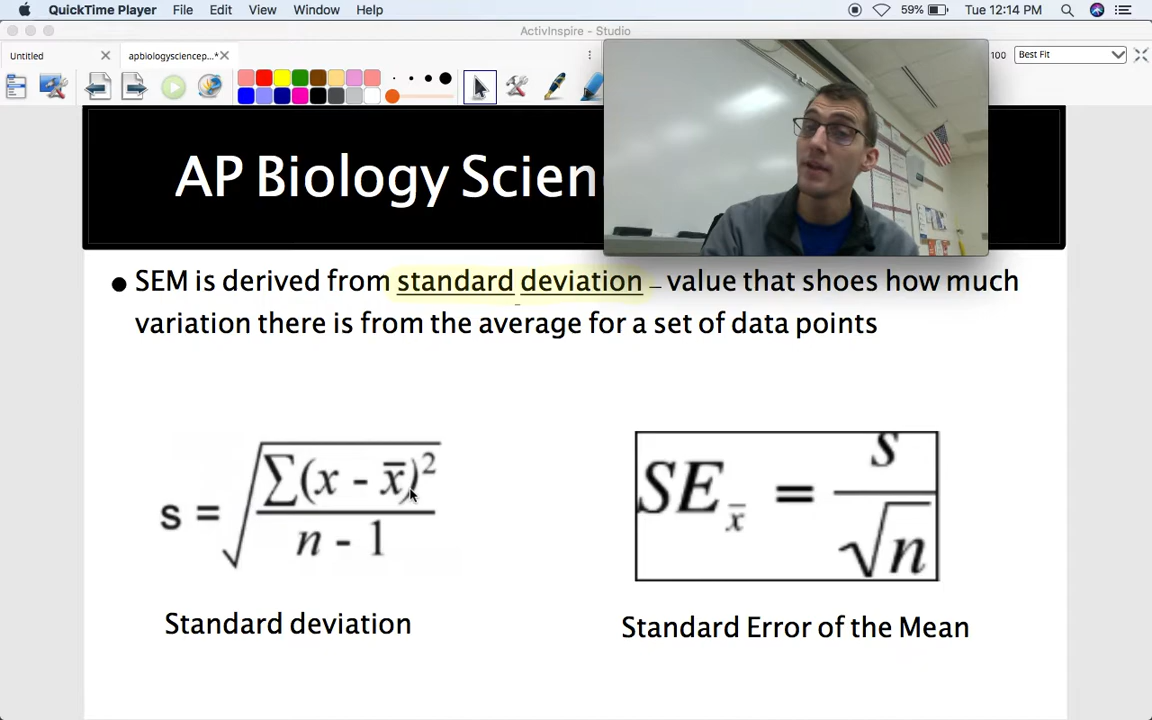 QuickTime Player File Edit View Window Help 59% Tue 12:14 PM
ActivInspire - Studio
Untitled apbiologysciencep...* 100 Best Fit
AP Biology Scien
• SEM is derived from standard deviation – value that shoes how much
variation there is from the average for a set of data points
s = √(∑(x - x̄)² / (n - 1))
SEx̄ = s / √n
Standard deviation
Standard Error of the Mean